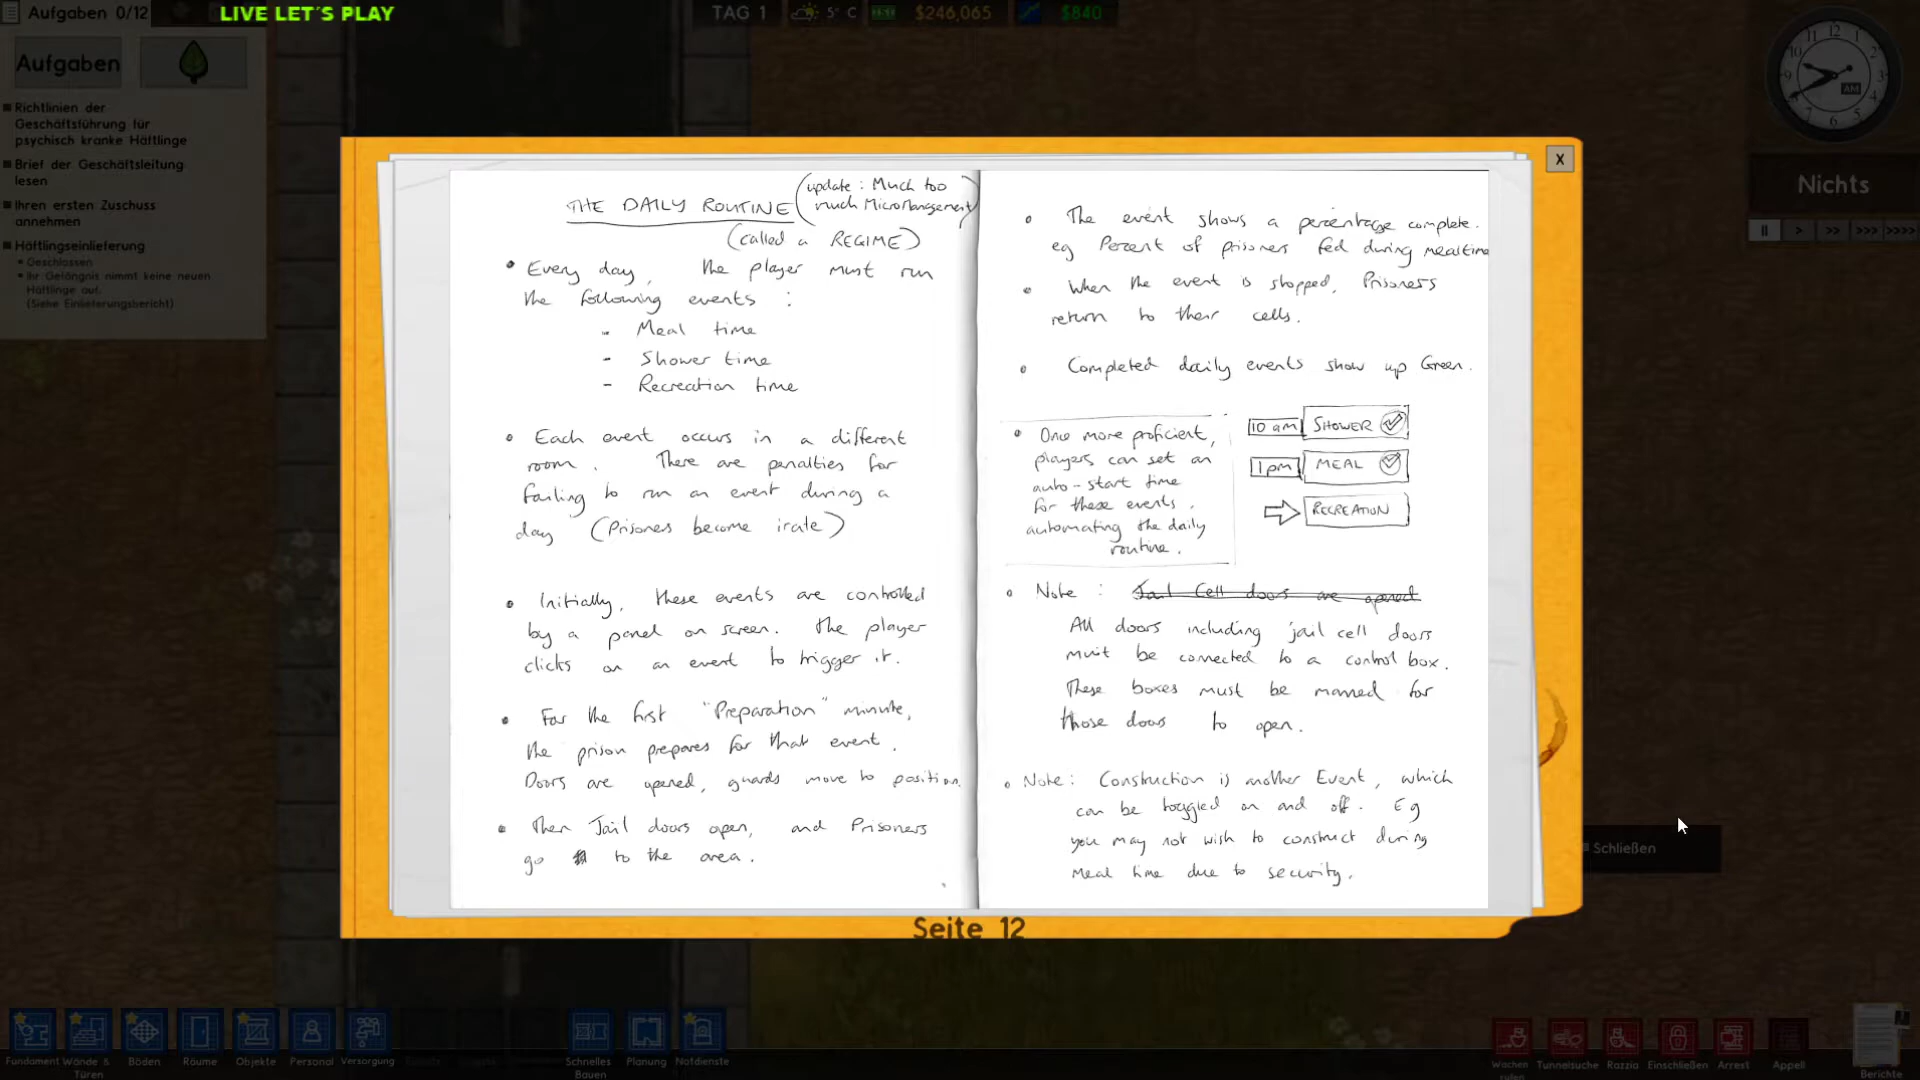 Aufgaben 0/12
LIVE LET'S PLAY
TAG 1
5° C
$246,065
$840
Aufgaben
Richtlinien der
Geschäftsführung für
psychisch kranke Häftlinge
Brief der Geschäftsleitung
lesen
Ihren ersten Zuschuss
annehmen
Häftlingseinlieferung
Geschlossen
Ihr Gefängnis nimmt keine neuen
Häftlinge auf.
(Siehe Einlieferungsbericht)
AM
Nichts
X
THE DAILY ROUTINE (update : Much too
much Micromanagement)
(called a REGIME)
• Every day, the player must run
the following events :
- Meal time
- Shower time
- Recreation time
• Each event occurs in a different
room. There are penalties for
failing to run an event during a
day (Prisoners become irate)
• Initially, these events are controlled
by a panel on screen. The player
clicks on an event to trigger it.
• For the first "Preparation" minute,
the prison prepares for that event.
Doors are opened, guards move to position.
• Then Jail doors open, and Prisoners
go to the area.
• The event shows a percentage complete.
eg Percent of prisoners fed during mealtime
• When the event is stopped, Prisoners
return to their cells.
• Completed daily events show up Green.
• Once more proficient,
players can set an
auto-start time
for these events,
automating the daily
routine.
10 am SHOWER
1pm MEAL
RECREATION
• Note : Jail Cell doors are opened
All doors including jail cell doors
must be connected to a control box.
These boxes must be manned for
those doors to open.
• Note: Construction is another Event, which
can be toggled on and off. Eg
you may not wish to construct during
Meal time due to security.
Seite 12
Schließen
Fundament
Wände &
Türen
Böden
Räume
Objekte
Personal
Versorgung
Schnelles
Bauen
Planung
Notdienste
Wachen
rufen
Tunnelsuche
Razzia
Einschließen
Arrest
Appell
Berichte